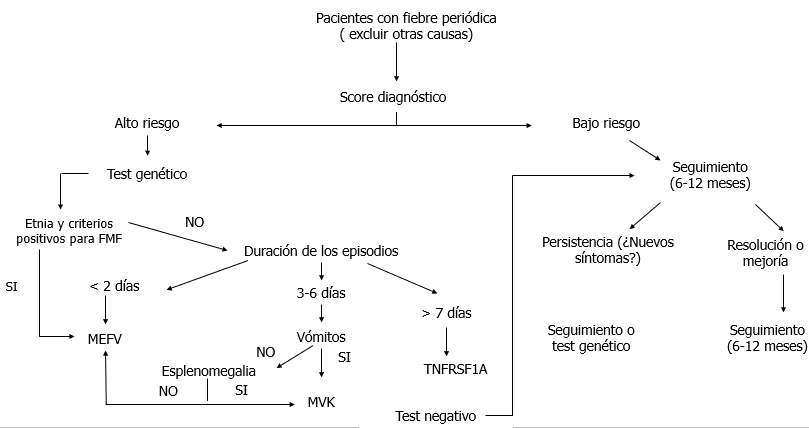 Pacientes con fiebre periódica
( excluir otras causas)
Score diagnóstico
Alto riesgo
Bajo riesgo
Test genético
Seguimiento
(6-12 meses)
Etnia y criterios
positivos para FMF
NO
Duración de los episodios
Persistencia (¿Nuevos
síntomas?)
Resolución o
mejoría
SI
< 2 días
3-6 días
> 7 días
MEFV
Vómitos
Seguimiento o
test genético
Seguimiento
(6-12 meses)
NO
SI
Esplenomegalia
TNFRSF1A
NO
SI
MVK
Test negativo